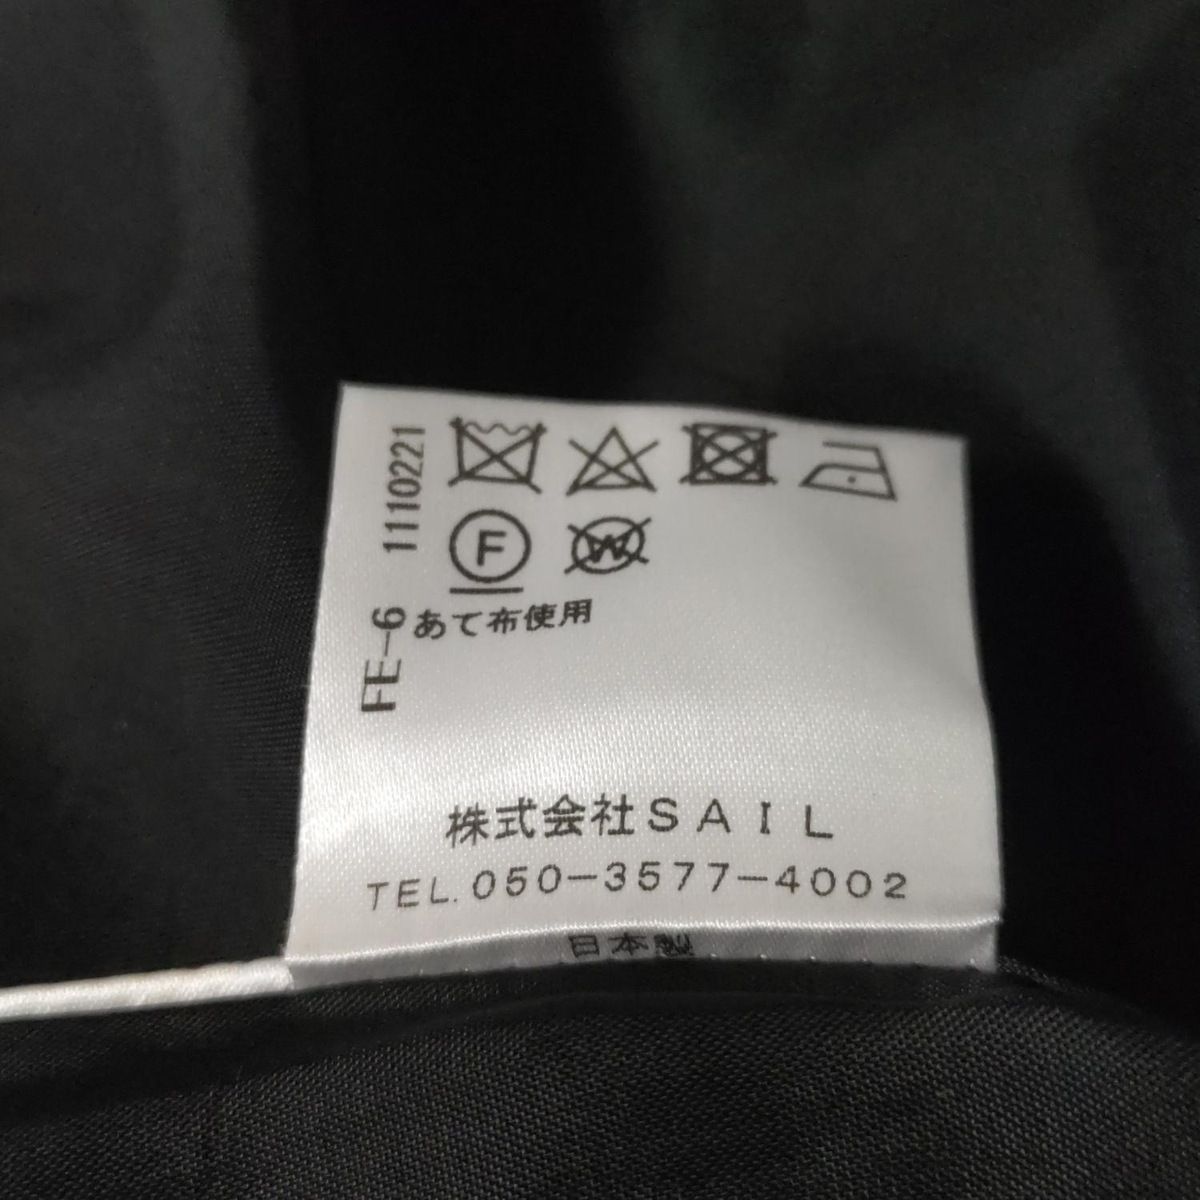 1110221
FE-6
F
W
あて布使用
株式会社SAIL
TEL.050-3577-4002
日本製